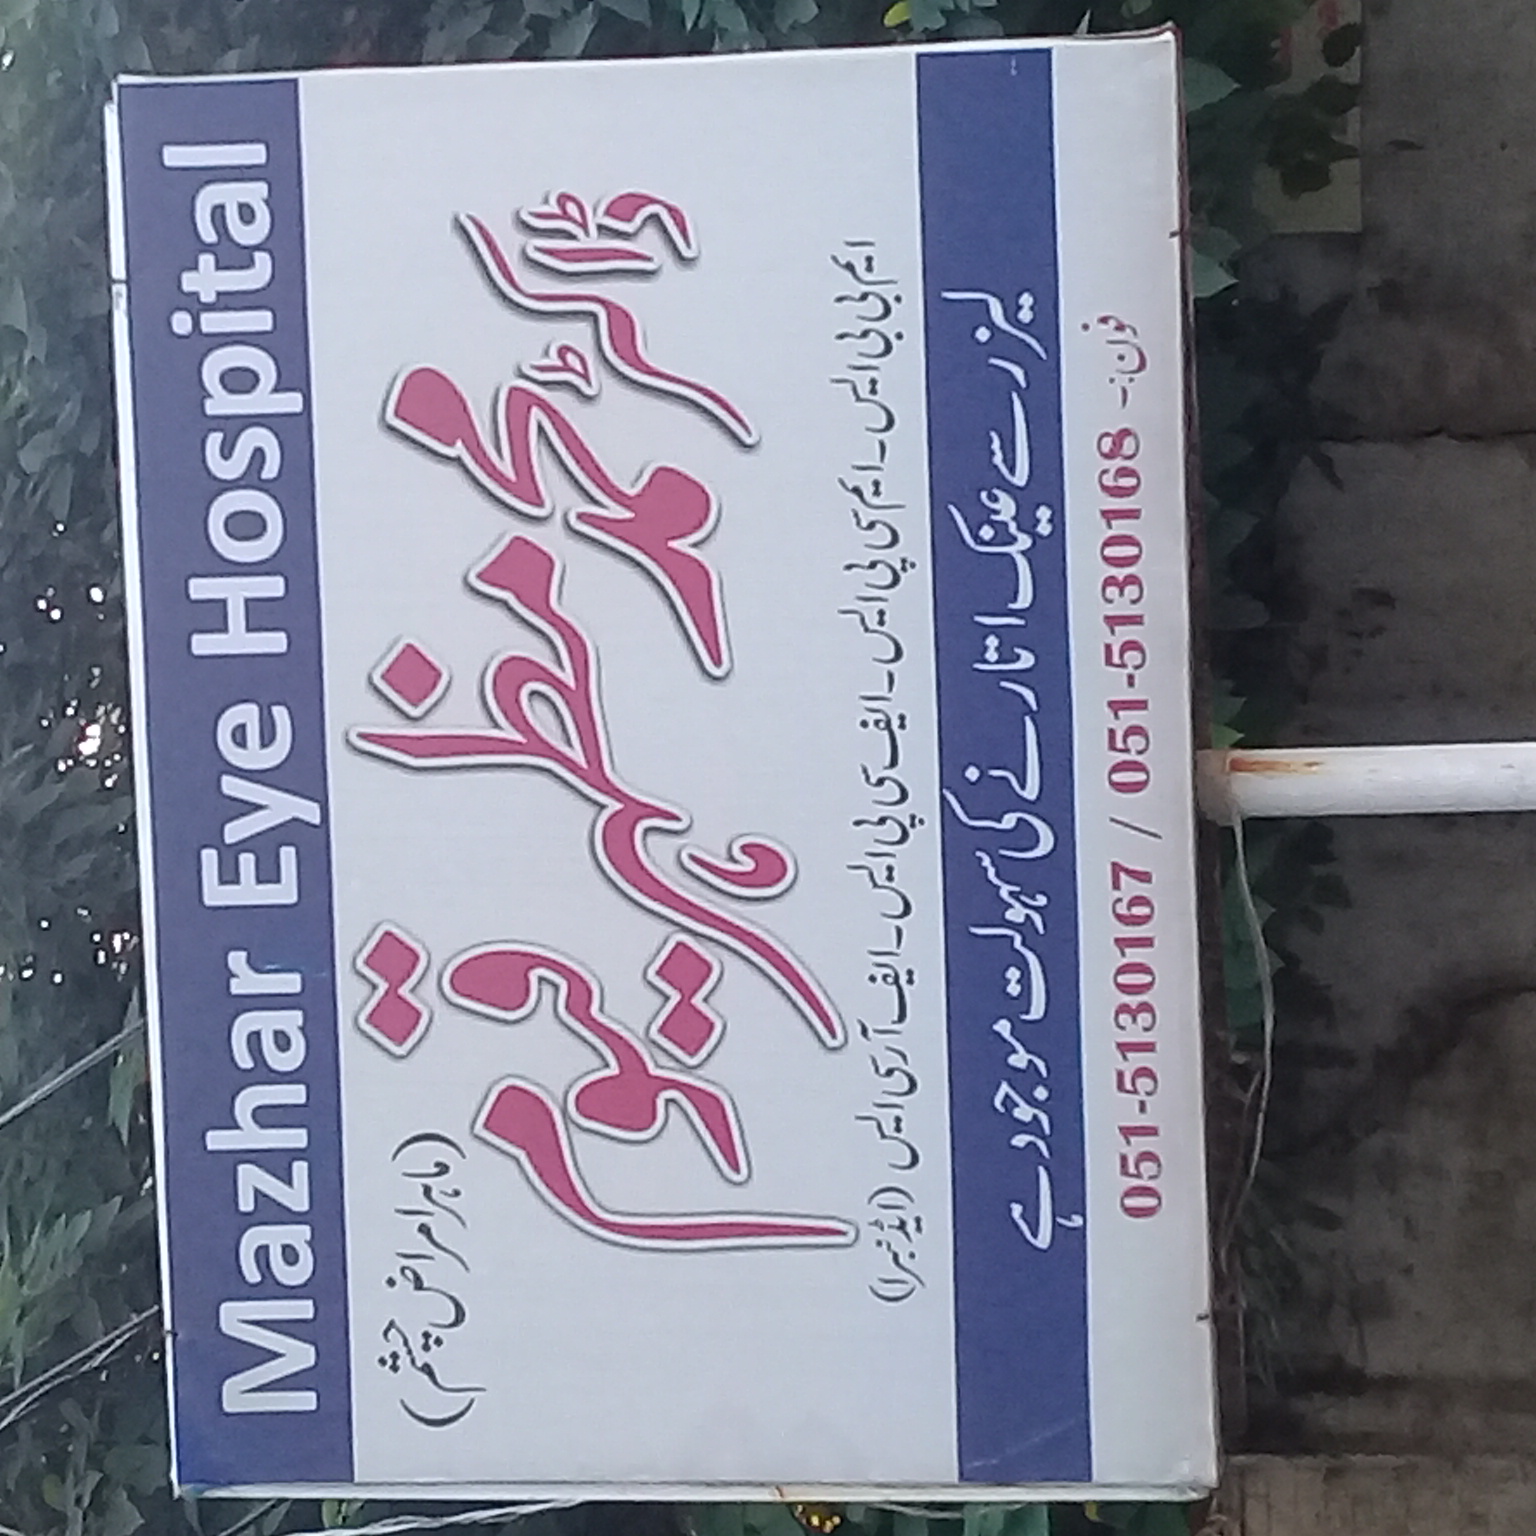 Mazhar Eye Hospital
ڈاکٹر محمد مظہر قیوم
(ماہر امراض چشم)
ایم بی بی ایس۔ایم سی پی ایس۔ایف سی پی ایس۔ایف آر سی ایس (ایڈنبرا)
لیزر سے عینک اتارنے کی سہولت موجود ہے
فون:- 051-5130167 / 051-5130168